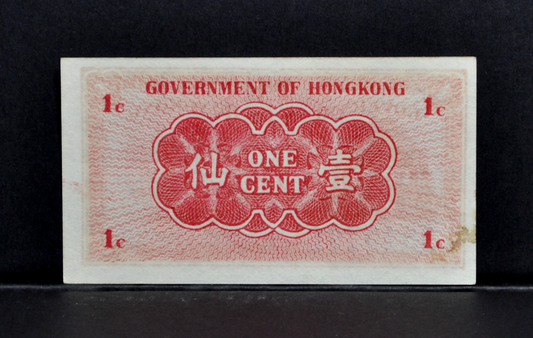 GOVERNMENT OF HONGKONG
1c 1c
仙 ONE 壹
CENT
1c 1c